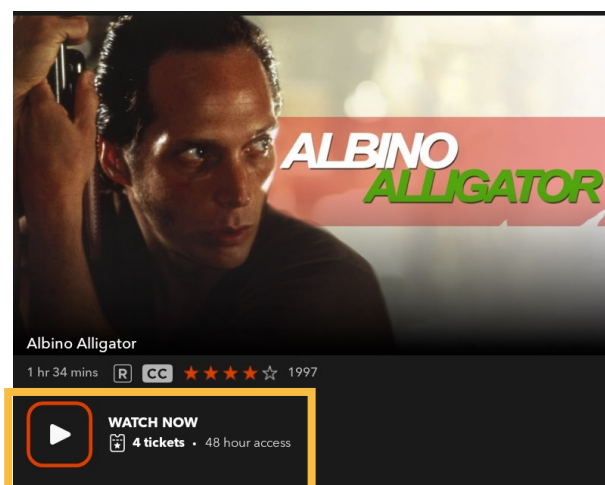 ALBINO
ALLIGATOR
Albino Alligator
1 hr 34 mins R CC 1997
WATCH NOW
4 tickets • 48 hour access